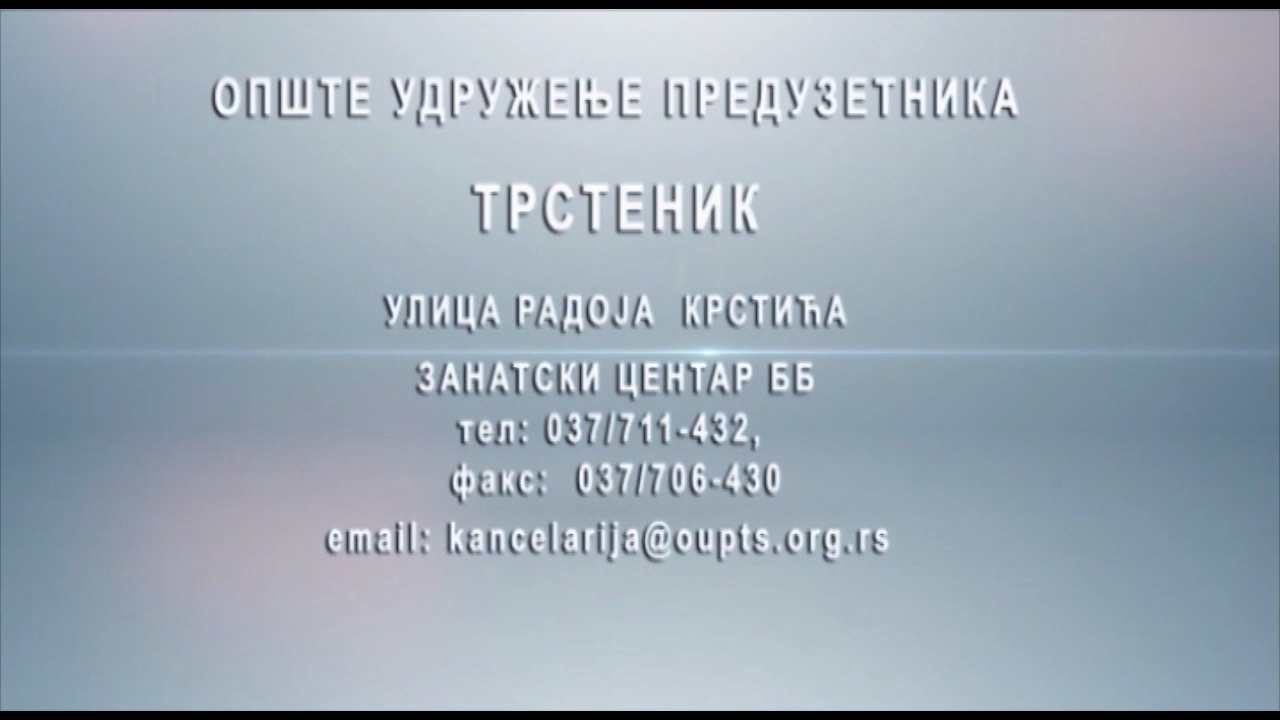 ОПШТЕ УДРУЖЕЊЕ ПРЕДУЗЕТНИКА
ТРСТЕНИК
УЛИЦА РАДОЈА КРСТИЋА
ЗАНАТСКИ ЦЕНТАР ББ
тел: 037/711-432,
факс: 037/706-430
email: kancelarija@oupts.org.rs